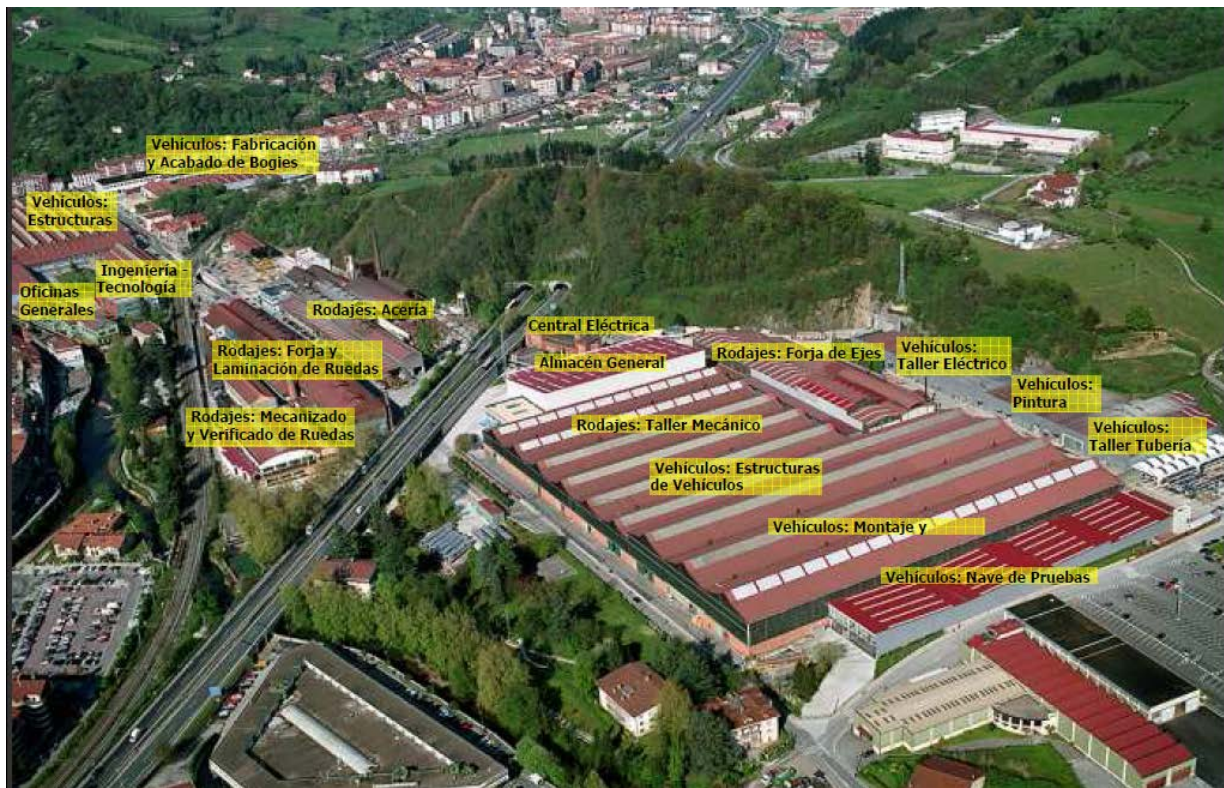 Vehículos: Fabricación
y Acabado de Bogies
Vehículos:
Estructuras
Ingeniería -
Tecnología
Oficinas
Generales
Rodajes: Acería
Central Eléctrica
Rodajes: Forja y
Laminación de Ruedas
Almacén General
Rodajes: Forja de Ejes
Vehículos:
Taller Eléctrico
Vehículos:
Pintura
Rodajes: Mecanizado
y Verificado de Ruedas
Rodajes: Taller Mecánico
Vehículos:
Taller Tubería
Vehículos: Estructuras
de Vehículos
Vehículos: Montaje y
Vehículos: Nave de Pruebas